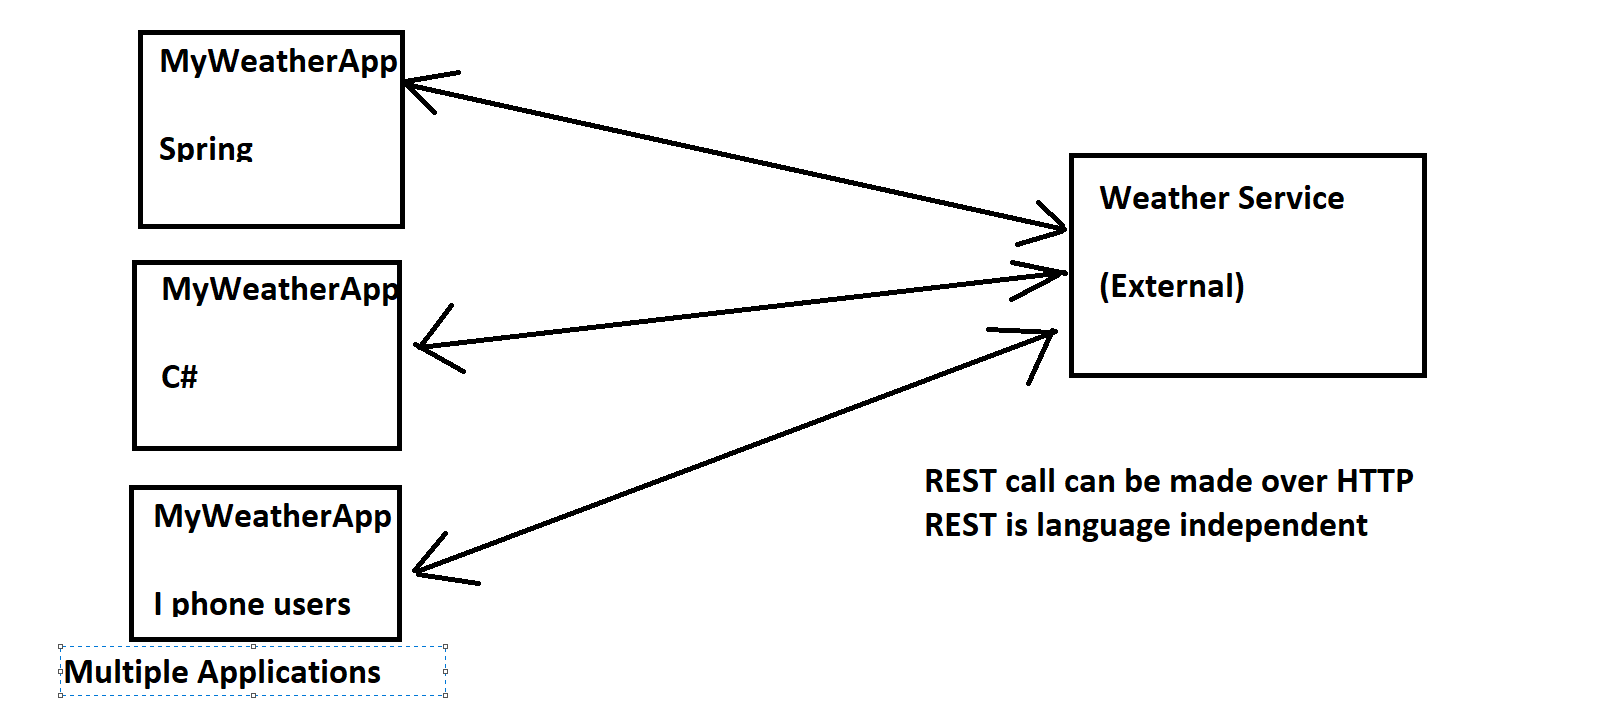 MyWeatherApp
Spring
MyWeatherApp
C#
MyWeatherApp
I phone users
Multiple Applications
Weather Service
(External)
REST call can be made over HTTP
REST is language independent